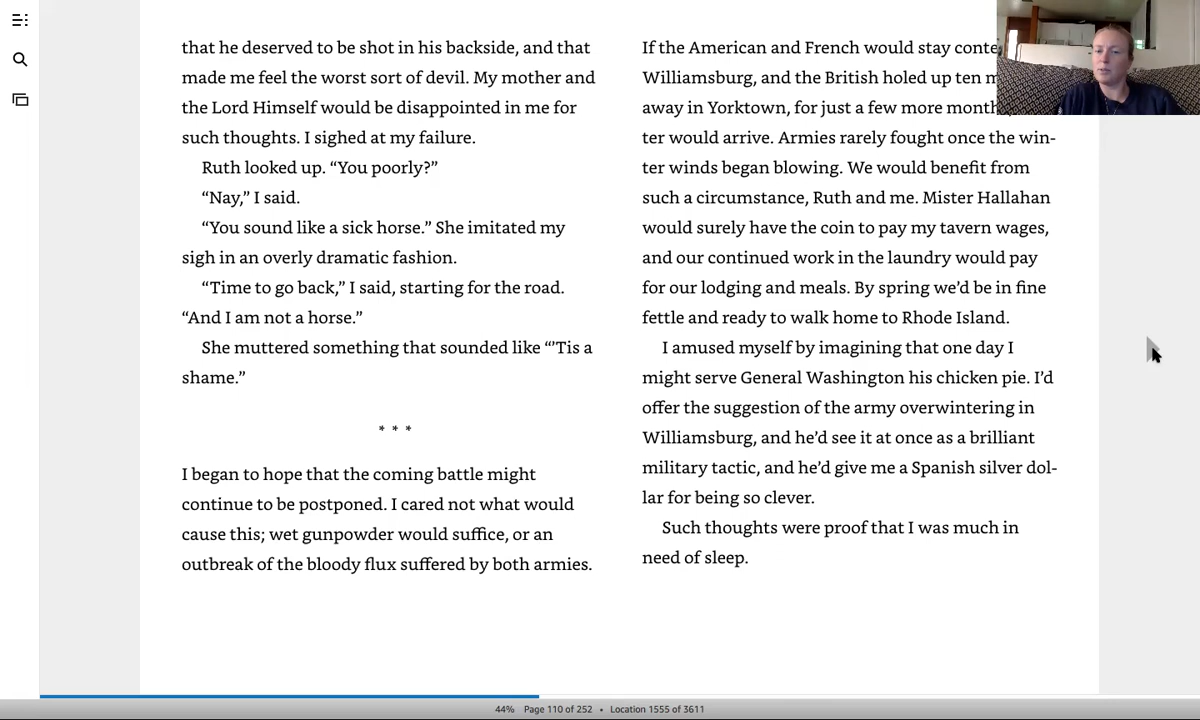 that he deserved to be shot in his backside, and that
made me feel the worst sort of devil. My mother and
the Lord Himself would be disappointed in me for
such thoughts. I sighed at my failure.
Ruth looked up. “You poorly?”
“Nay,” I said.
“You sound like a sick horse.” She imitated my
sigh in an overly dramatic fashion.
“Time to go back,” I said, starting for the road.
“And I am not a horse.”
She muttered something that sounded like “’Tis a
shame.”
* * *
I began to hope that the coming battle might
continue to be postponed. I cared not what would
cause this; wet gunpowder would suffice, or an
outbreak of the bloody flux suffered by both armies.
If the American and French would stay
Williamsburg, and the British holed up ten
away in Yorktown, for just a few more
ter would arrive. Armies rarely fought once the win-
ter winds began blowing. We would benefit from
such a circumstance, Ruth and me. Mister Hallahan
would surely have the coin to pay my tavern wages,
and our continued work in the laundry would pay
for our lodging and meals. By spring we’d be in fine
fettle and ready to walk home to Rhode Island.
I amused myself by imagining that one day I
might serve General Washington his chicken pie. I’d
offer the suggestion of the army overwintering in
Williamsburg, and he’d see it at once as a brilliant
military tactic, and he’d give me a Spanish silver dol-
lar for being so clever.
Such thoughts were proof that I was much in
need of sleep.
44% Page 110 of 252 • Location 1555 of 3611